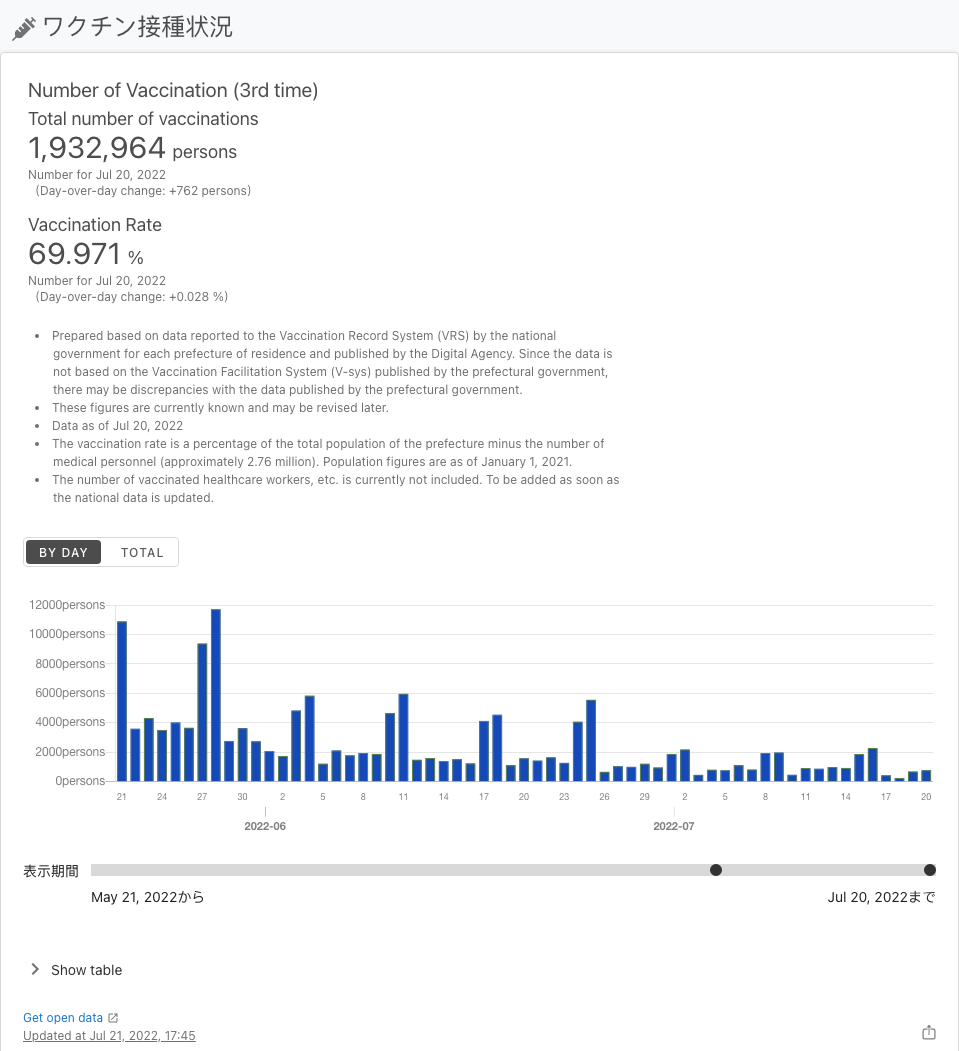 ワクチン接種状況
Number of Vaccination (3rd time)
Total number of vaccinations
1,932,964 persons
Number for Jul 20, 2022
(Day-over-day change: +762 persons)
Vaccination Rate
69.971 %
Number for Jul 20, 2022
(Day-over-day change: +0.028 %)
• Prepared based on data reported to the Vaccination Record System (VRS) by the national
government for each prefecture of residence and published by the Digital Agency. Since the data is
not based on the Vaccination Facilitation System (V-sys) published by the prefectural government,
there may be discrepancies with the data published by the prefectural government.
• These figures are currently known and may be revised later.
• Data as of Jul 20, 2022
• The vaccination rate is a percentage of the total population of the prefecture minus the number of
medical personnel (approximately 2.76 million). Population figures are as of January 1, 2021.
• The number of vaccinated healthcare workers, etc. is currently not included. To be added as soon as
the national data is updated.
BY DAY TOTAL
12000persons
10000persons
8000persons
6000persons
4000persons
2000persons
0persons
21 24 27 30 2 5 8 11 14 17 20 23 26 29 2 5 8 11 14 17 20
2022-06 2022-07
表示期間
May 21, 2022から Jul 20, 2022まで
Show table
Get open data
Updated at Jul 21, 2022, 17:45